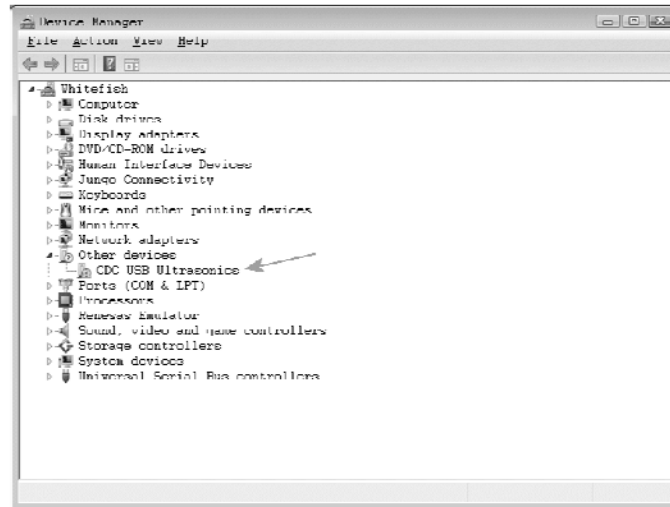 Device Manager
File Action View Help
Whitefish
Computer
Disk drives
Display adapters
DVD/CD-ROM drives
Human Interface Devices
Jungo Connectivity
Keyboards
Mice and other pointing devices
Monitors
Network adapters
Other devices
CDC USB Ultrasonics
Ports (COM & LPT)
Processors
Renesas Emulator
Sound, video and game controllers
Storage controllers
System devices
Universal Serial Bus controllers